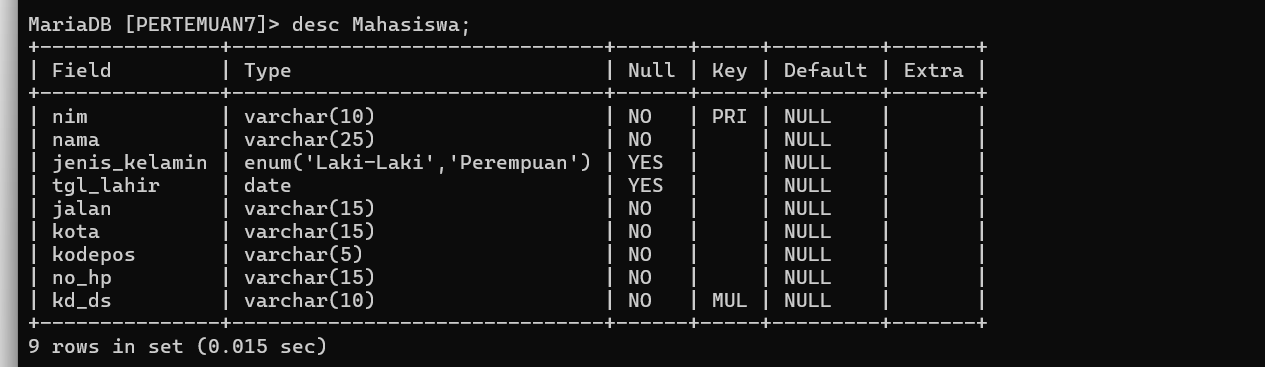 MariaDB [PERTEMUAN7]> desc Mahasiswa;
+---------------+-------------------------------+------+-----+---------+-------+
| Field         | Type                          | Null | Key | Default | Extra |
+---------------+-------------------------------+------+-----+---------+-------+
| nim           | varchar(10)                   | NO   | PRI | NULL    |       |
| nama          | varchar(25)                   | NO   |     | NULL    |       |
| jenis_kelamin | enum('Laki-Laki','Perempuan') | YES  |     | NULL    |       |
| tgl_lahir     | date                          | YES  |     | NULL    |       |
| jalan         | varchar(15)                   | NO   |     | NULL    |       |
| kota          | varchar(15)                   | NO   |     | NULL    |       |
| kodepos       | varchar(5)                    | NO   |     | NULL    |       |
| no_hp         | varchar(15)                   | NO   |     | NULL    |       |
| kd_ds         | varchar(10)                   | NO   | MUL | NULL    |       |
+---------------+-------------------------------+------+-----+---------+-------+
9 rows in set (0.015 sec)